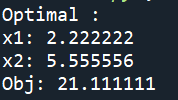 Optimal :
x1: 2.222222
x2: 5.555556
Obj: 21.111111